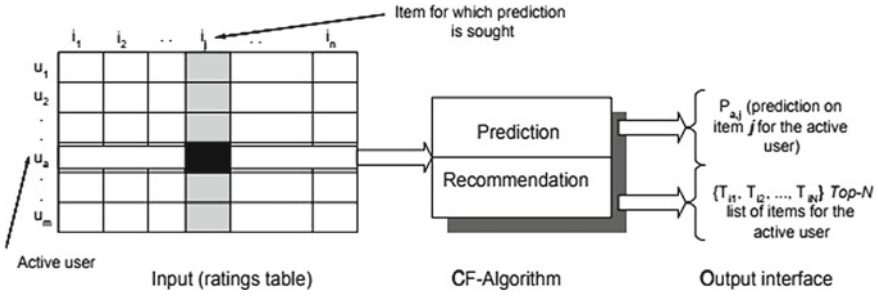 Item for which prediction
is sought
i1 i2 . . ij . . in
u1
u2
.
.
ua
.
.
um
Active user
Input (ratings table)
Prediction
Recommendation
CF-Algorithm
Pa,j (prediction on
item j for the active
user)
{Ti1, Ti2, ..., TiN} Top-N
list of items for the
active user
Output interface